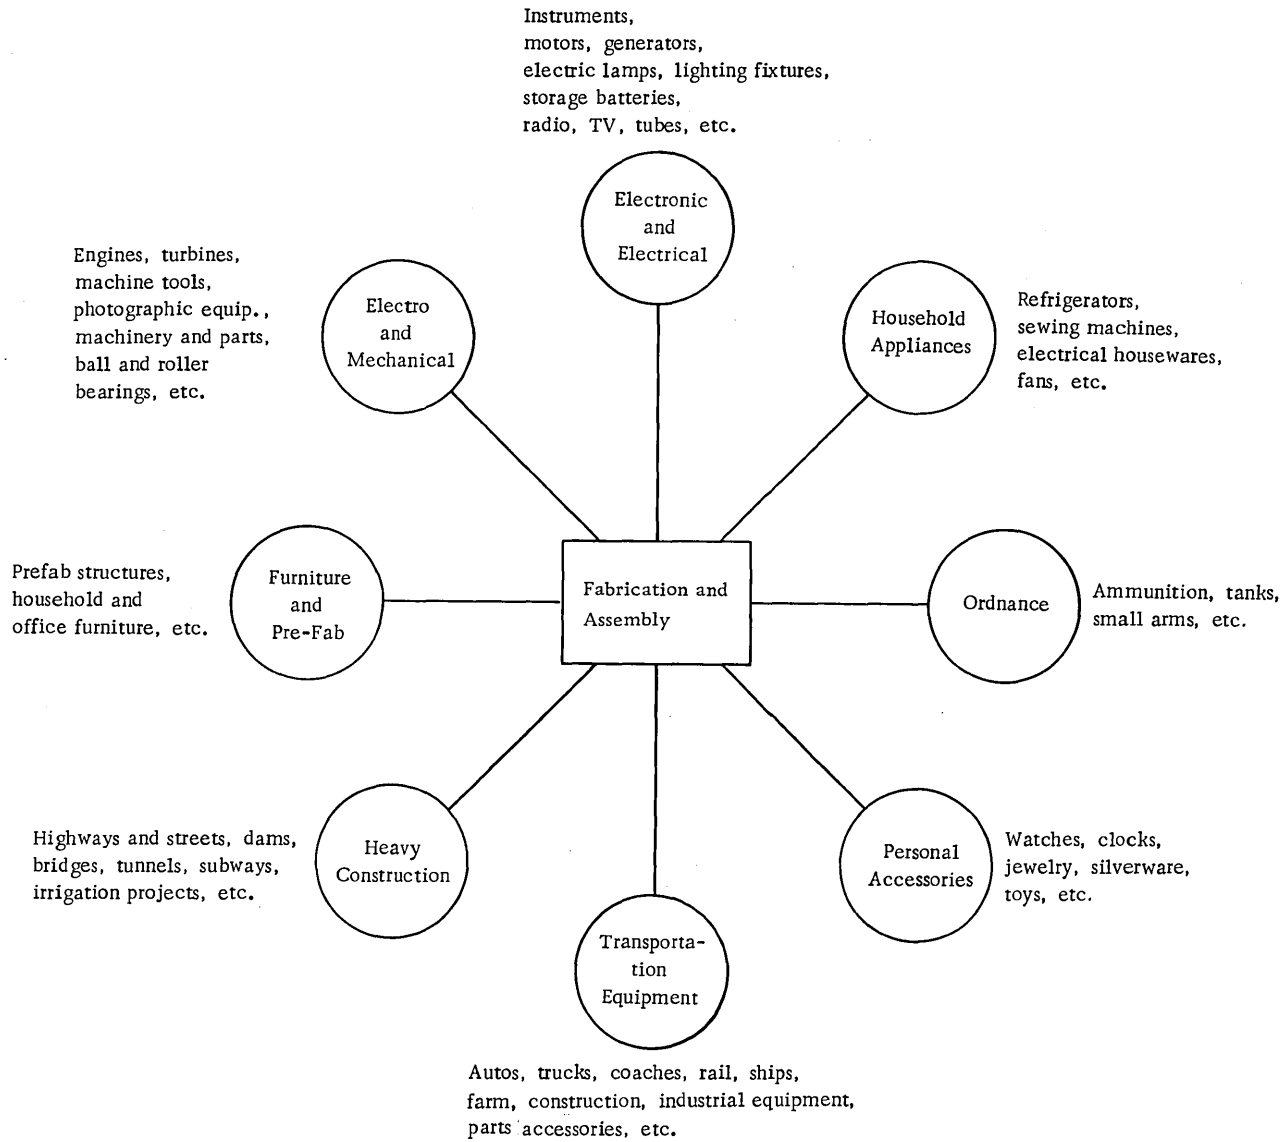 Instruments,
motors, generators,
electric lamps, lighting fixtures,
storage batteries,
radio, TV, tubes, etc.
Electronic
and
Electrical
Engines, turbines,
machine tools,
photographic equip.,
machinery and parts,
ball and roller
bearings, etc.
Electro
and
Mechanical
Household
Appliances
Refrigerators,
sewing machines,
electrical housewares,
fans, etc.
Prefab structures,
household and
office furniture, etc.
Furniture
and
Pre-Fab
Fabrication and
Assembly
Ordnance
Ammunition, tanks,
small arms, etc.
Highways and streets, dams,
bridges, tunnels, subways,
irrigation projects, etc.
Heavy
Construction
Personal
Accessories
Watches, clocks,
jewelry, silverware,
toys, etc.
Transporta-
tion
Equipment
Autos, trucks, coaches, rail, ships,
farm, construction, industrial equipment,
parts accessories, etc.